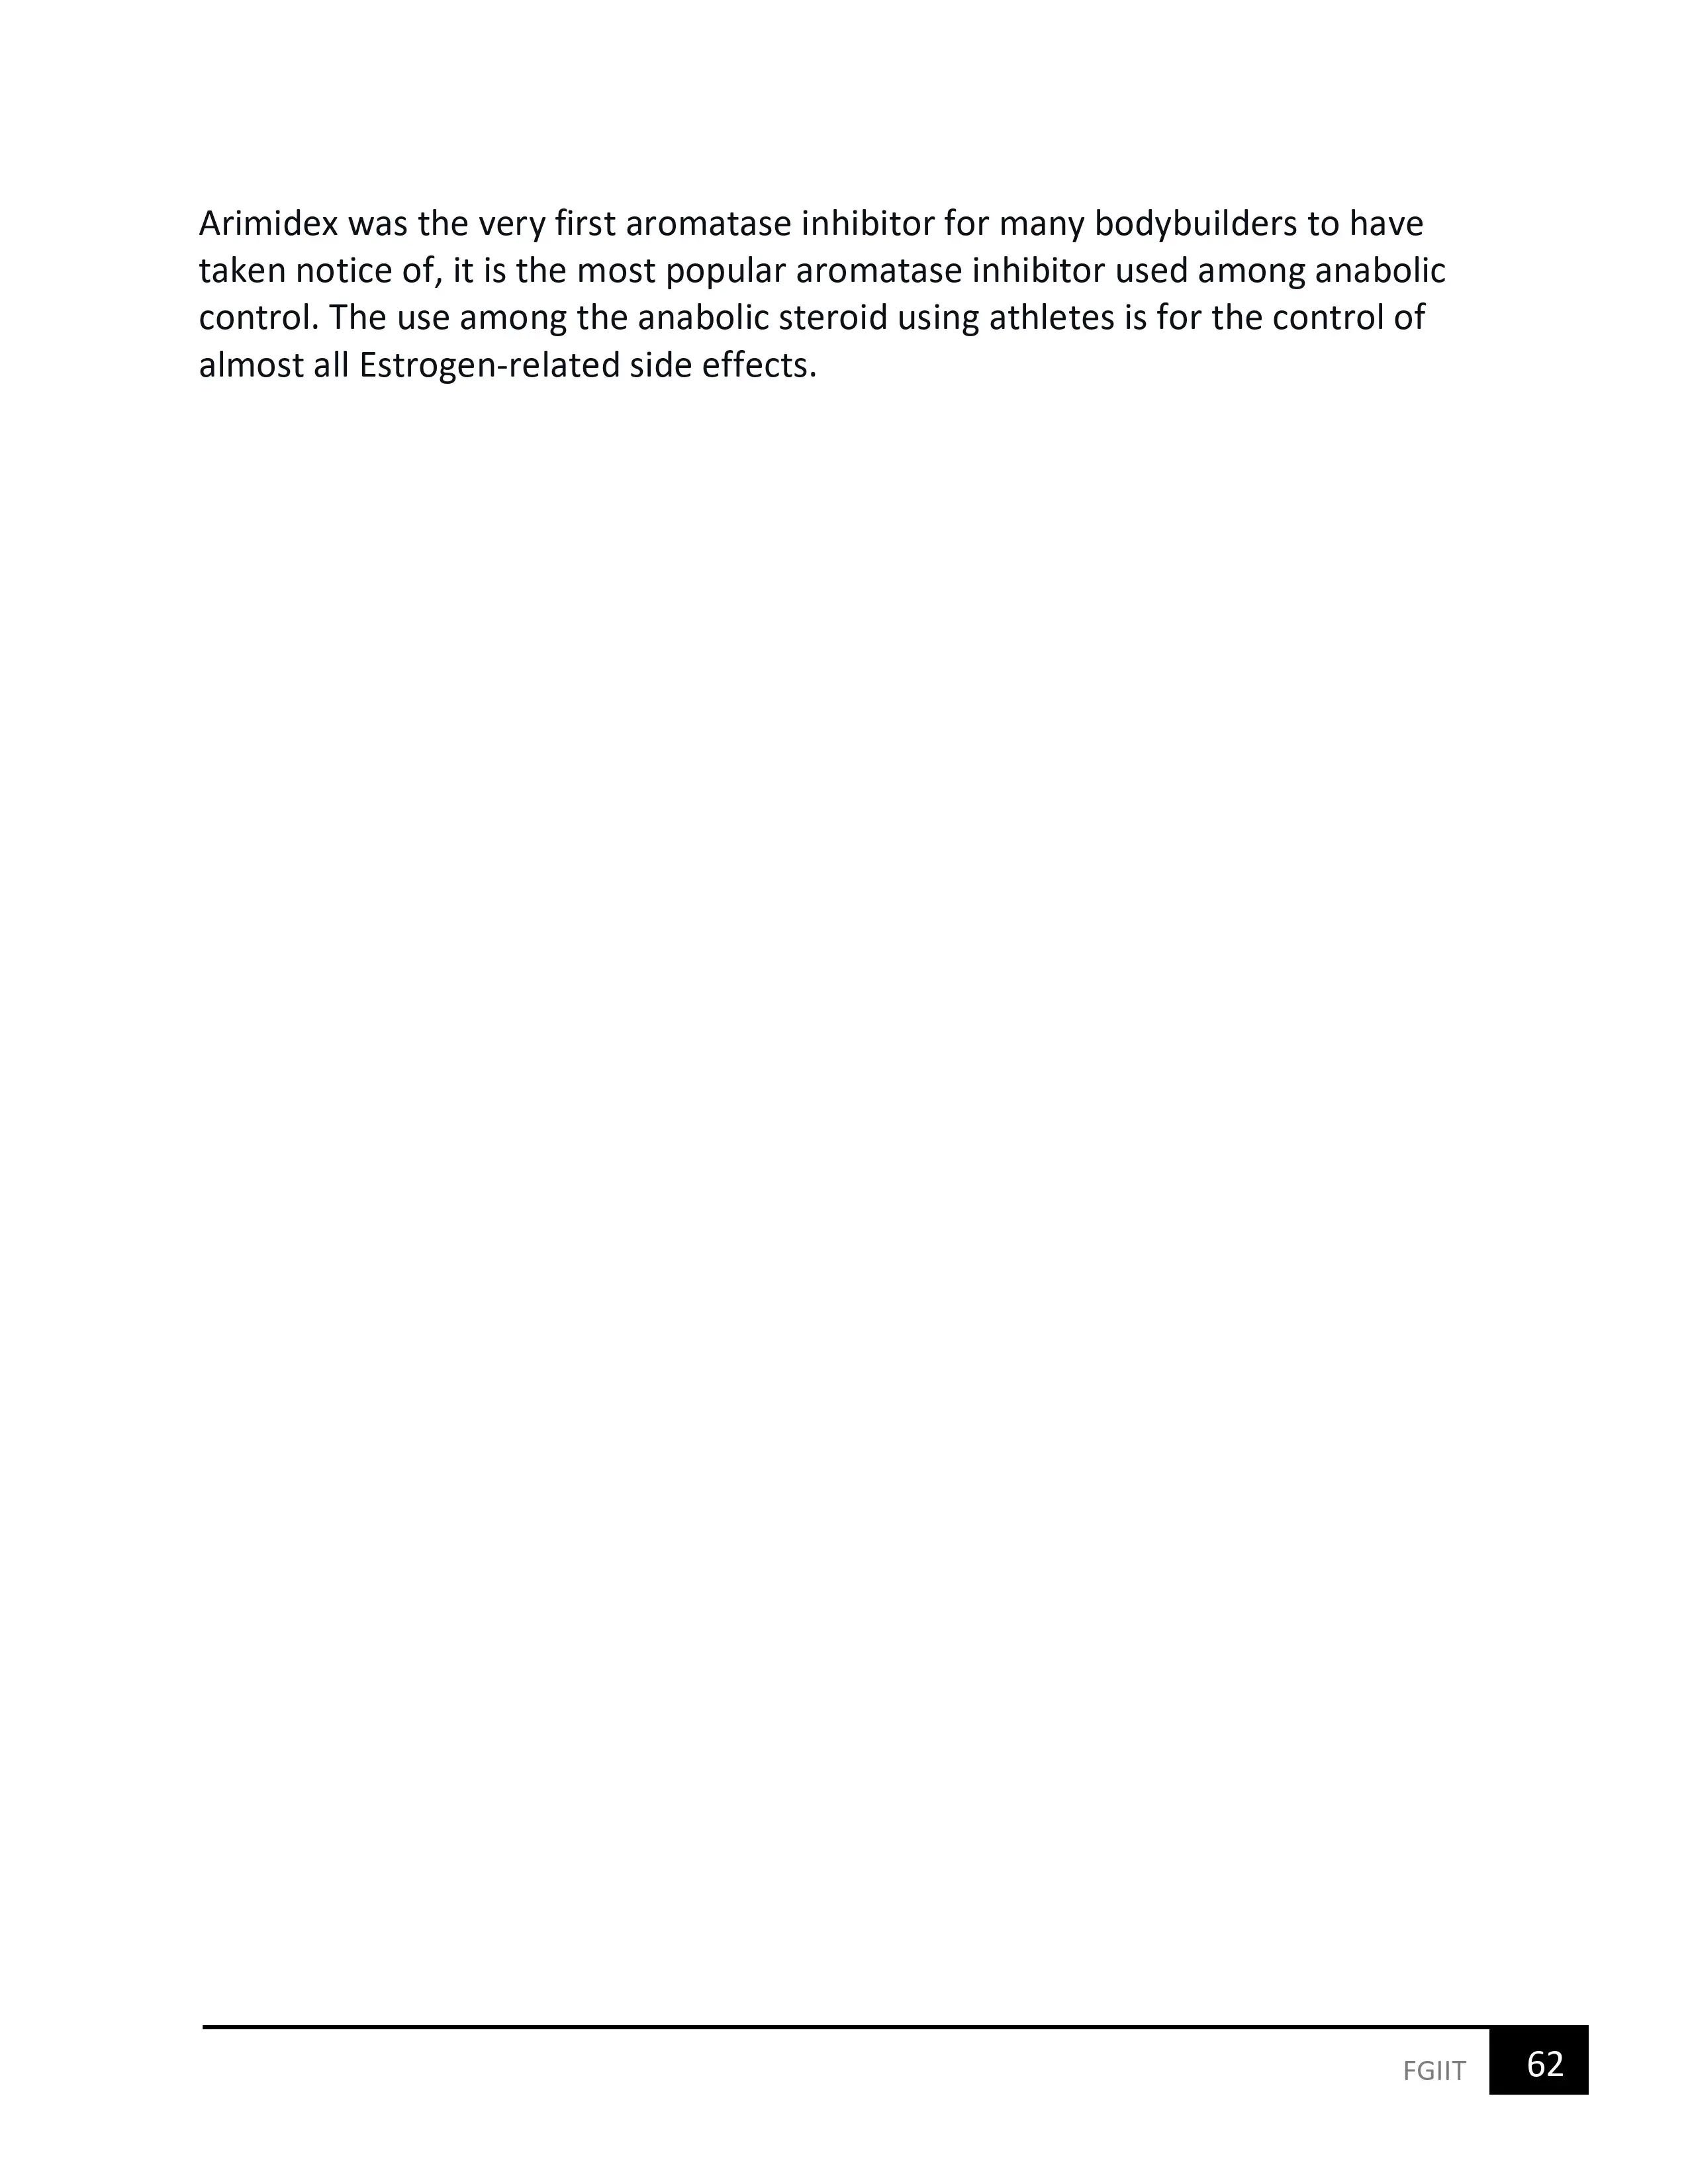 Arimidex was the very first aromatase inhibitor for many bodybuilders to have
taken notice of, it is the most popular aromatase inhibitor used among anabolic
control. The use among the anabolic steroid using athletes is for the control of
almost all Estrogen-related side effects.
FGIIT 62